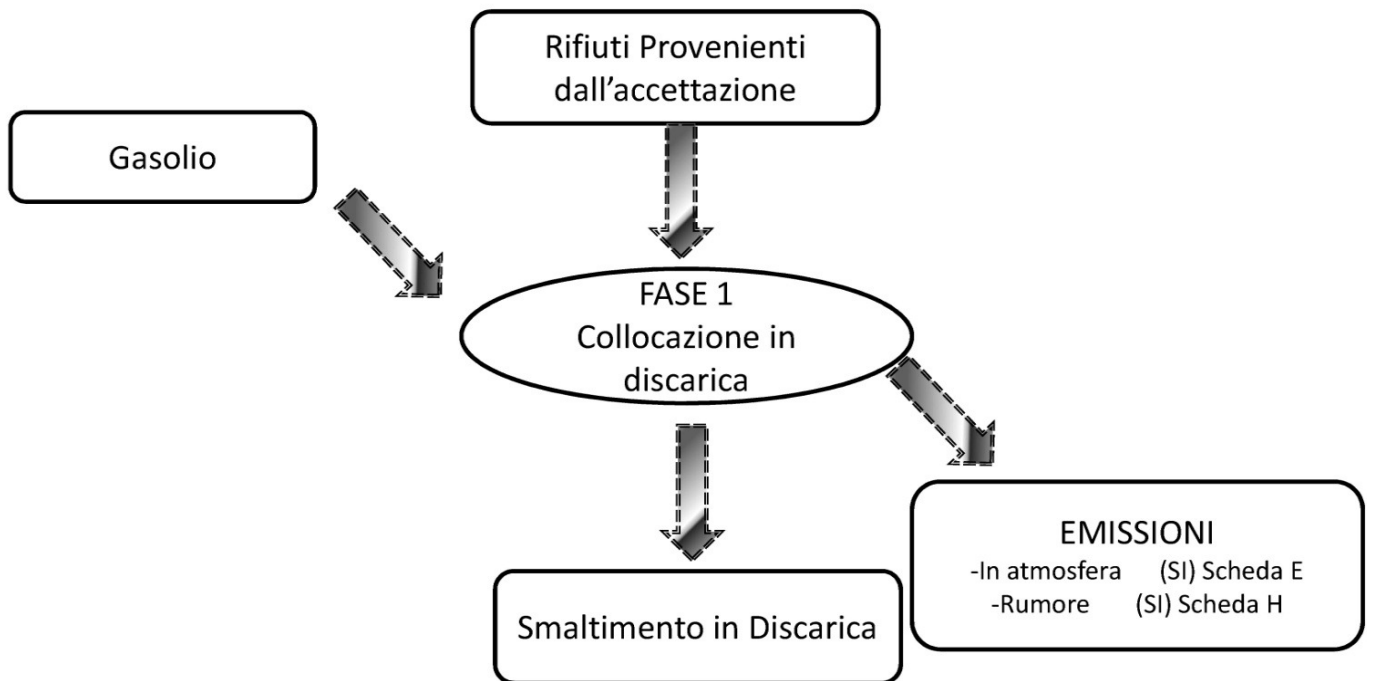 Rifiuti Provenienti
dall'accettazione
Gasolio
FASE 1
Collocazione in
discarica
EMISSIONI
-In atmosfera (SI) Scheda E
-Rumore (SI) Scheda H
Smaltimento in Discarica